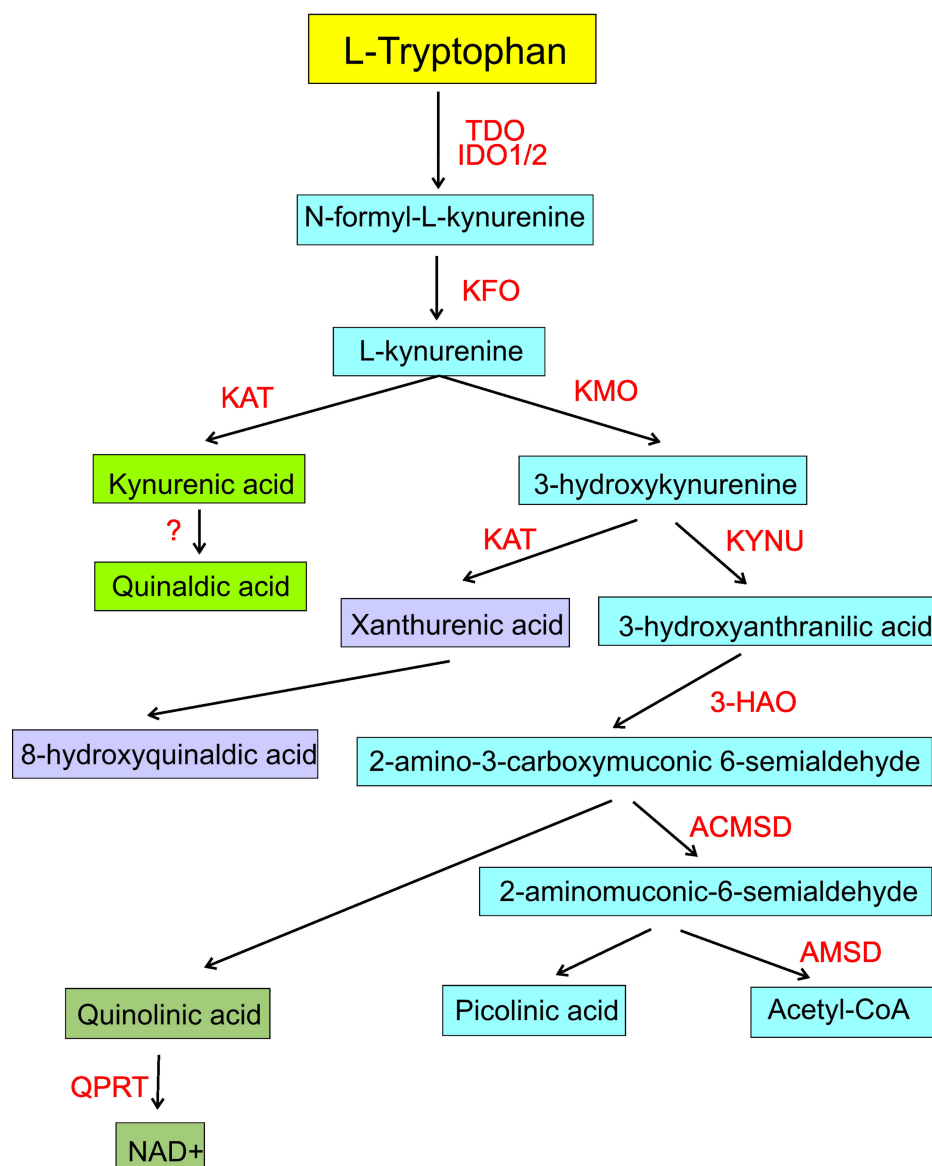 L-Tryptophan
TDO
IDO1/2
N-formyl-L-kynurenine
KFO
L-kynurenine
KAT
KMO
Kynurenic acid
3-hydroxykynurenine
?
KAT
KYNU
Quinaldic acid
Xanthurenic acid
3-hydroxyanthranilic acid
3-HAO
8-hydroxyquinaldic acid
2-amino-3-carboxymuconic 6-semialdehyde
ACMSD
2-aminomuconic-6-semialdehyde
AMSD
Quinolinic acid
Picolinic acid
Acetyl-CoA
QPRT
NAD+